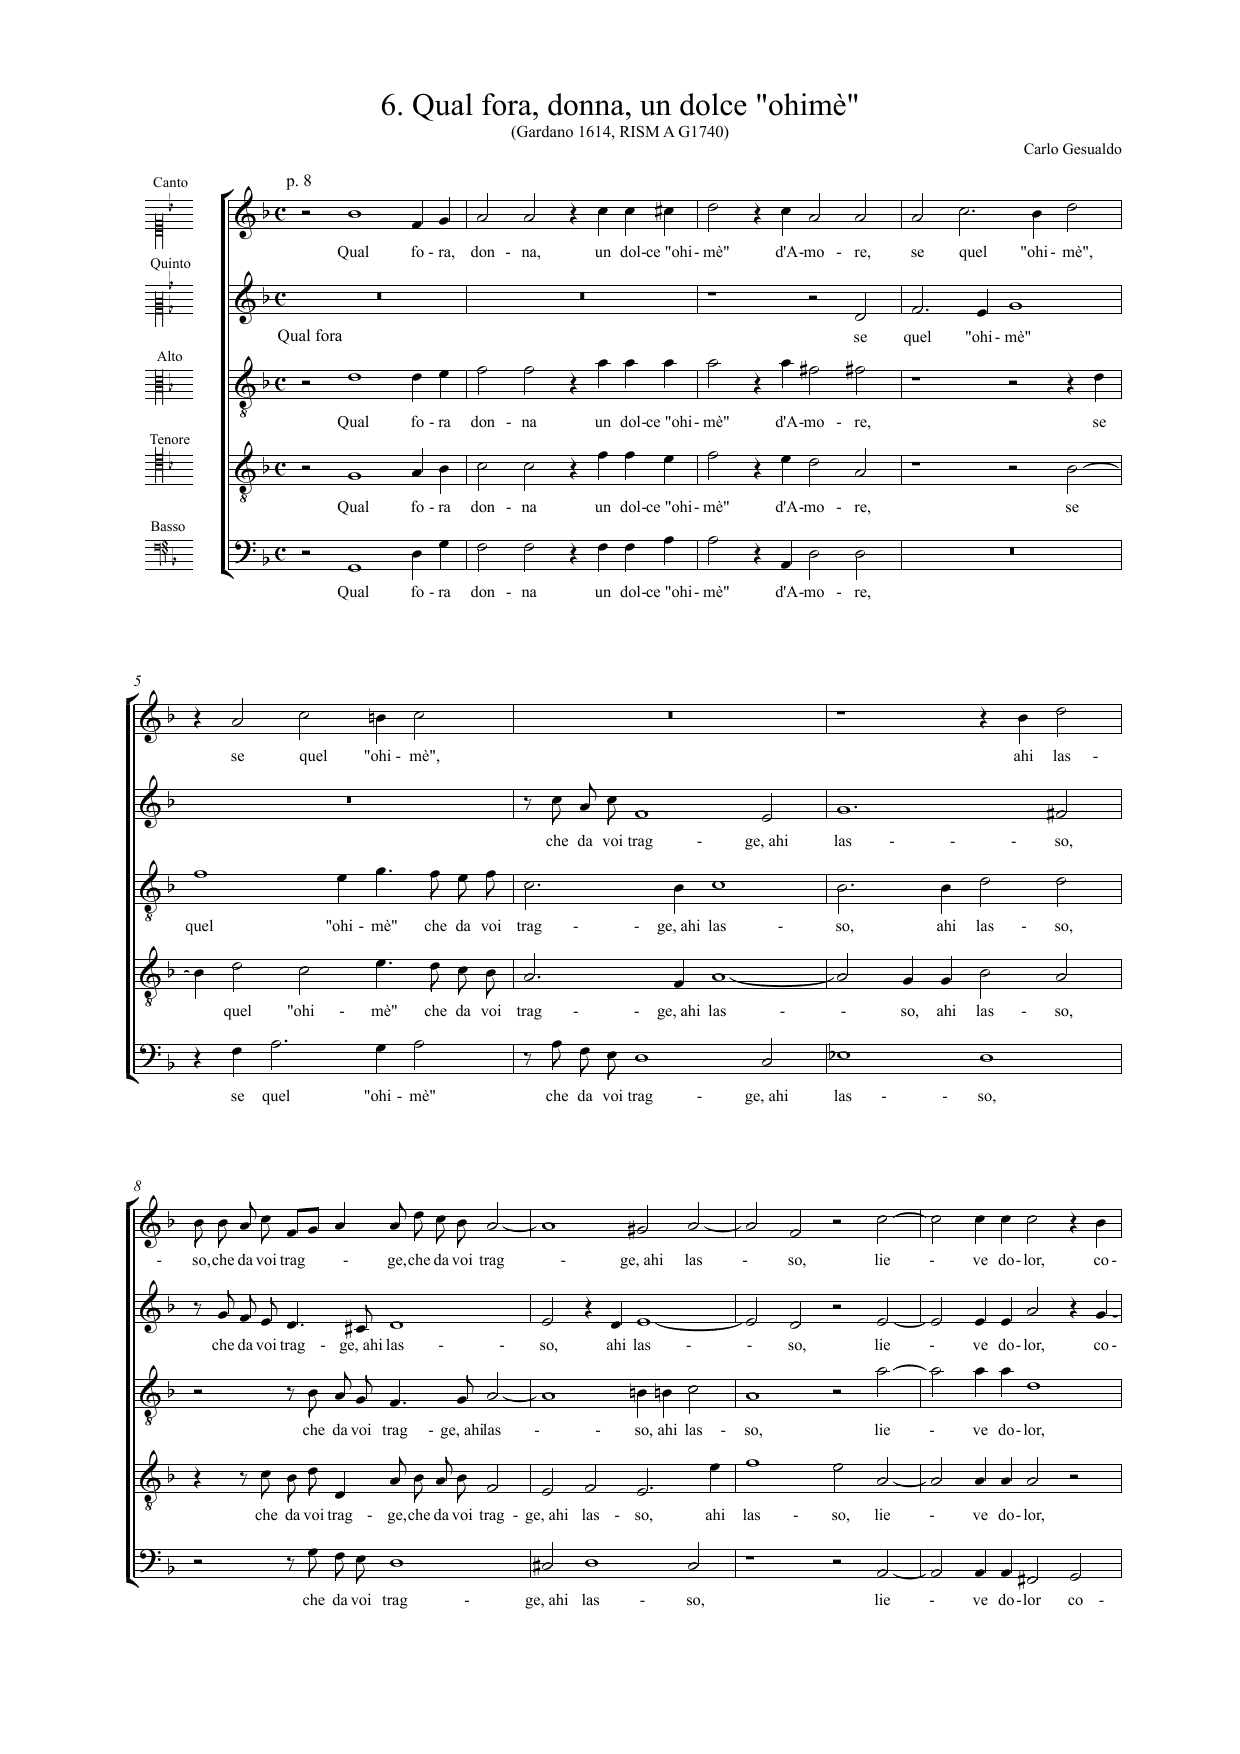 6. Qual fora, donna, un dolce "ohimè"
(Gardano 1614, RISM A G1740)
Carlo Gesualdo
p. 8
Canto
Qual fo - ra, don - na, un dol-ce "ohi - mè" d'A-mo - re, se quel "ohi - mè",
Quinto
Qual fora se quel "ohi - mè"
Alto
8
Qual fo - ra don - na un dol-ce "ohi - mè" d'A-mo - re, se
Tenore
8
Qual fo - ra don - na un dol-ce "ohi - mè" d'A-mo - re, se
Basso
Qual fo - ra don - na un dol-ce "ohi - mè" d'A-mo - re,
5
se quel "ohi - mè", ahi las -
che da voi trag - ge, ahi las - - - so,
8
quel "ohi - mè" che da voi trag - - ge, ahi las - so, ahi las - so,
8
quel "ohi - mè" che da voi trag - - ge, ahi las - - so, ahi las - so,
se quel "ohi - mè" che da voi trag - ge, ahi las - - so,
8
- so, che da voi trag - ge, che da voi trag - ge, ahi las - so, lie - ve do-lor, co-
che da voi trag - ge, ahi las - - so, ahi las - - so, lie - ve do-lor, co-
8
che da voi trag - ge, ahi las - - so, ahi las - so, lie - ve do-lor,
8
che da voi trag - ge, che da voi trag - ge, ahi las - so, ahi las - so, lie - ve do-lor,
che da voi trag - ge, ahi las - so, lie - ve do-lor co -